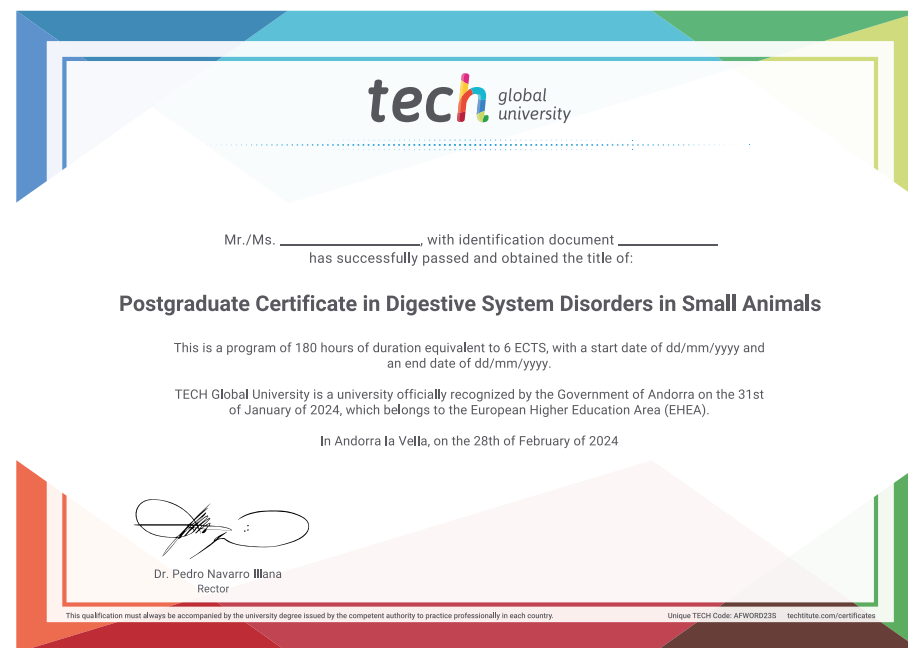 tech global
university
Mr./Ms. ____________________, with identification document ______________
has successfully passed and obtained the title of:
Postgraduate Certificate in Digestive System Disorders in Small Animals
This is a program of 180 hours of duration equivalent to 6 ECTS, with a start date of dd/mm/yyyy and
an end date of dd/mm/yyyy.
TECH Global University is a university officially recognized by the Government of Andorra on the 31st
of January of 2024, which belongs to the European Higher Education Area (EHEA).
In Andorra la Vella, on the 28th of February of 2024
Dr. Pedro Navarro Illana
Rector
This qualification must always be accompanied by the university degree issued by the competent authority to practice professionally in each country.
Unique TECH Code: AFWORD23S techtitute.com/certificates